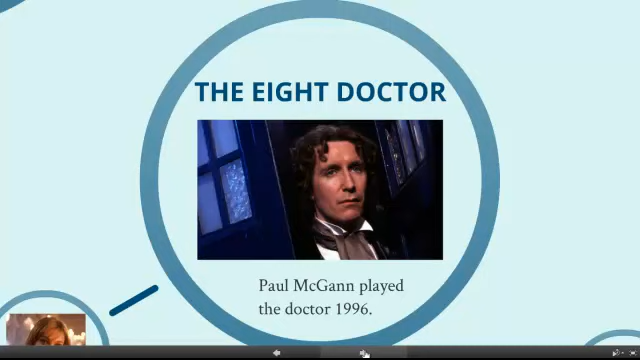 THE EIGHT DOCTOR
Paul McGann played
the doctor 1996.